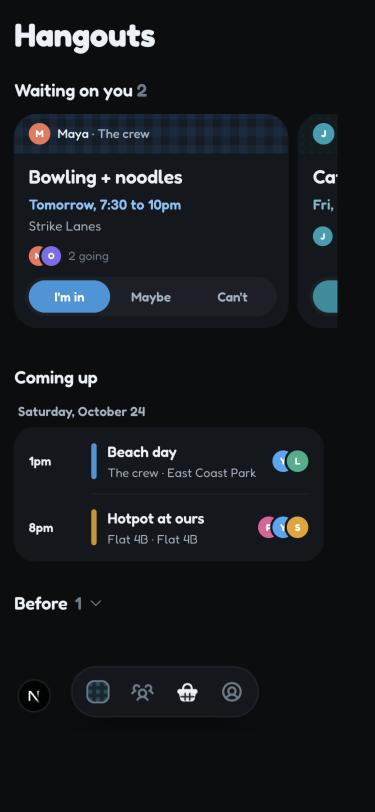 Hangouts
Waiting on you 2
M Maya · The crew
Bowling + noodles
Tomorrow, 7:30 to 10pm
Strike Lanes
O 2 going
I'm in Maybe Can't
J
Fri,
J
Coming up
Saturday, October 24
1pm Beach day
The crew · East Coast Park
L
8pm Hotpot at ours
Flat 4B · Flat 4B
S
Before 1
N